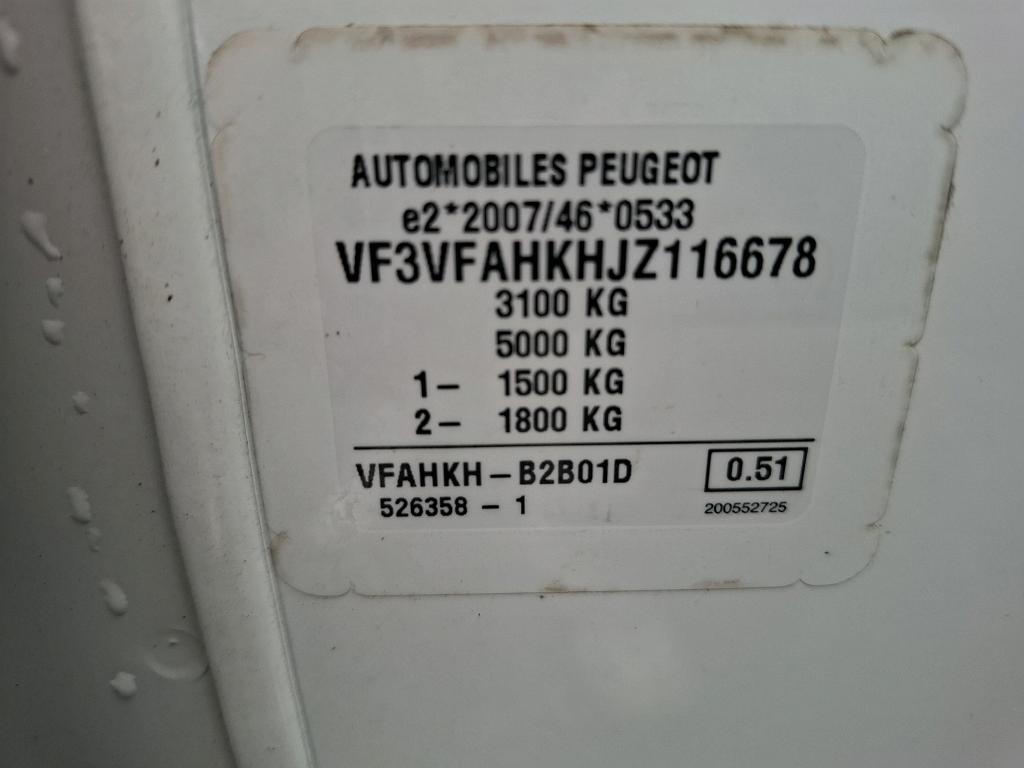 AUTOMOBILES PEUGEOT
e2*2007/46*0533
VF3VFAHKHJZ116678
3100 KG
5000 KG
1- 1500 KG
2- 1800 KG
VFAHKH-B2B01D
0.51
526358 - 1
200552725